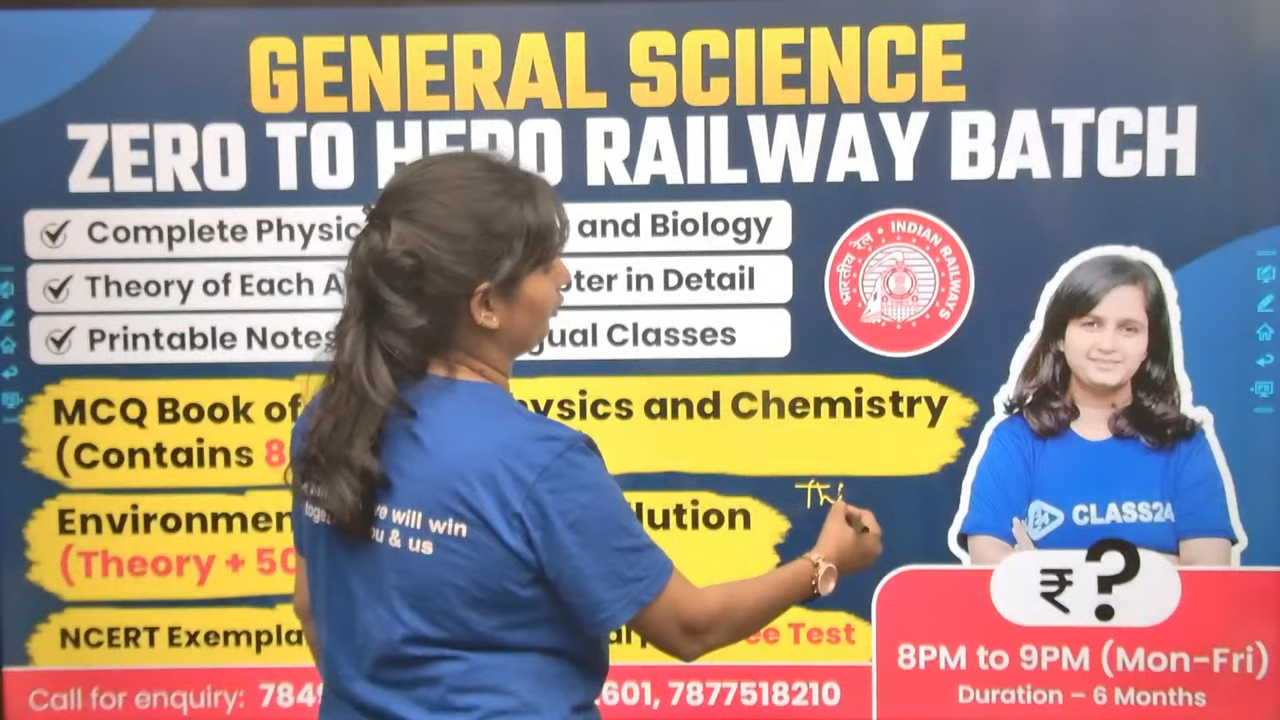 GENERAL SCIENCE
ZERO TO HERO RAILWAY BATCH
Complete Physic and Biology
Theory of Each A pter in Detail
Printable Notes gual Classes
भारतीय रेल • INDIAN RAILWAYS
MCQ Book of ysics and Chemistry
(Contains 8
Thi
Environmen lution
(Theory + 50
e will win
toge u & us
CLASS24
₹?
NCERT Exempla ee Test
8PM to 9PM (Mon-Fri)
Duration – 6 Months
Call for enquiry: 784 601, 7877518210